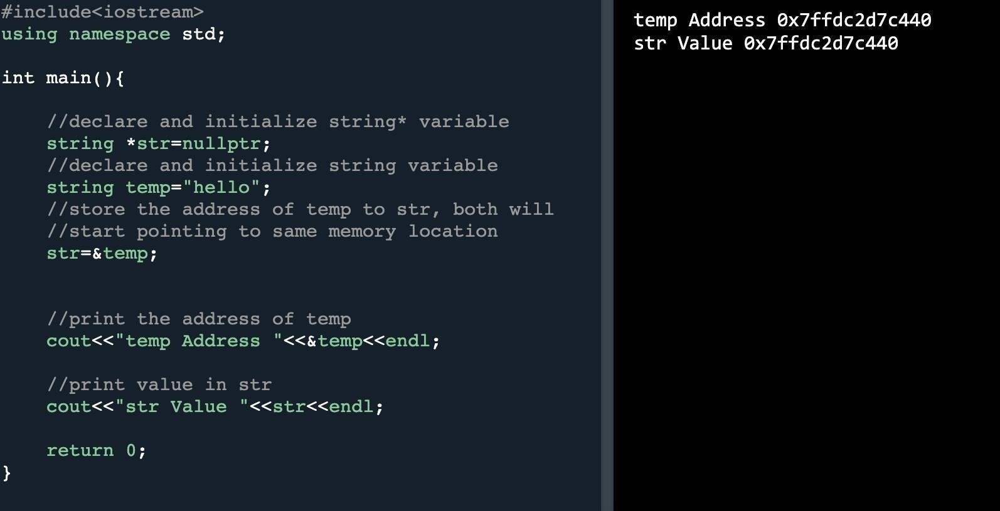 #include<iostream>
using namespace std;
int main(){
//declare and initialize string* variable
string *str=nullptr;
//declare and initialize string variable
string temp="hello";
//store the address of temp to str, both will
//start pointing to same memory location
str=&temp;
//print the address of temp
cout<<"temp Address "<<&temp<<endl;
//print value in str
cout<<"str Value "<<str<<endl;
return 0;
}
temp Address 0x7ffdc2d7c440
str Value 0x7ffdc2d7c440